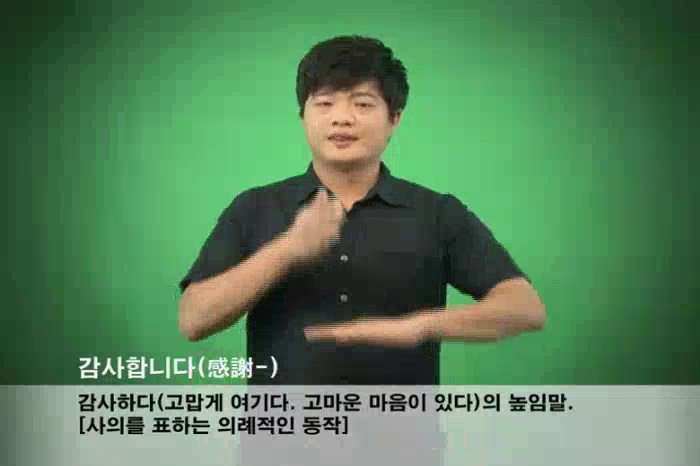 감사합니다(感謝-)
감사하다(고맙게 여기다. 고마운 마음이 있다)의 높임말.
[사의를 표하는 의례적인 동작]